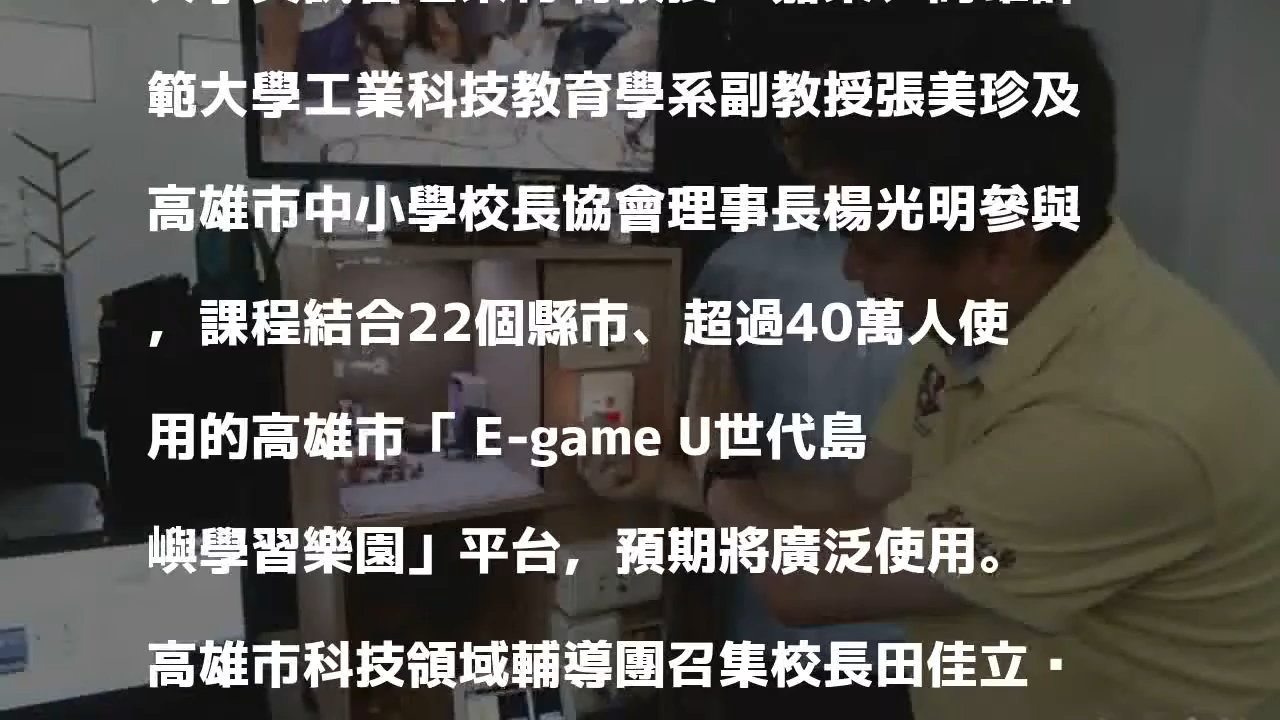 範大學工業科技教育學系副教授張美珍及
高雄市中小學校長協會理事長楊光明參與
，課程結合22個縣市、超過40萬人使
用的高雄市「 E-game U世代島
嶼學習樂園」平台，預期將廣泛使用。
高雄市科技領域輔導團召集校長田佳立·